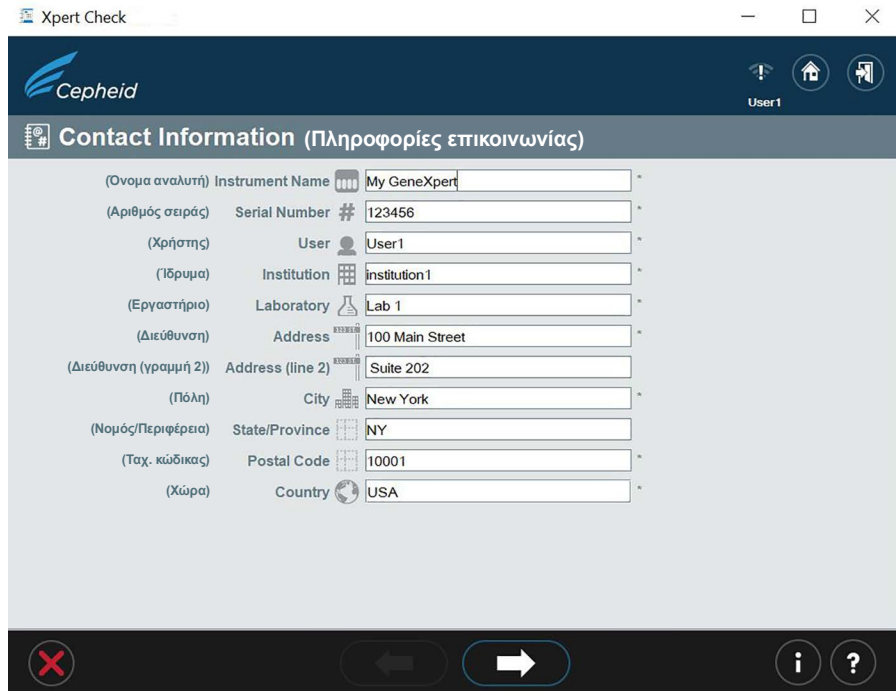 Xpert Check
Cepheid
User1
Contact Information (Πληροφορίες επικοινωνίας)
(Όνομα αναλυτή) Instrument Name My GeneXpert *
(Αριθμός σειράς) Serial Number # 123456 *
(Χρήστης) User User1 *
(Ίδρυμα) Institution institution1 *
(Εργαστήριο) Laboratory Lab 1 *
(Διεύθυνση) Address 100 Main Street *
(Διεύθυνση (γραμμή 2)) Address (line 2) Suite 202
(Πόλη) City New York *
(Νομός/Περιφέρεια) State/Province NY
(Ταχ. κώδικας) Postal Code 10001 *
(Χώρα) Country USA *